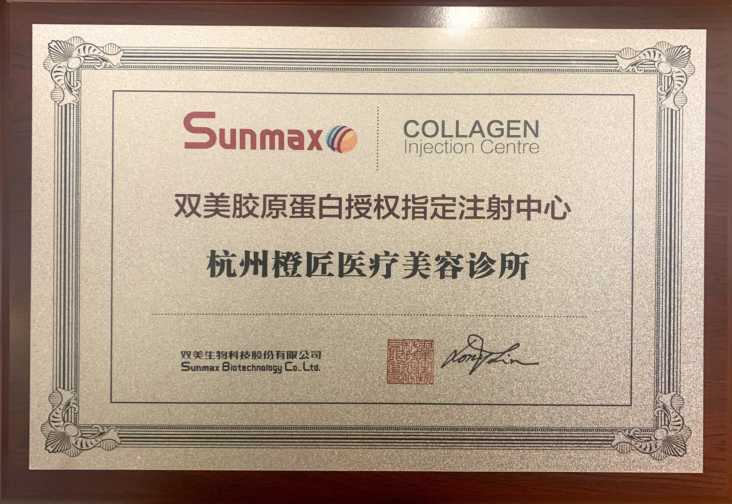 Sunmax
COLLAGEN
Injection Centre
双美胶原蛋白授权指定注射中心
杭州橙匠医疗美容诊所
双美生物科技股份有限公司
Sunmax Biotechnology Co., Ltd.